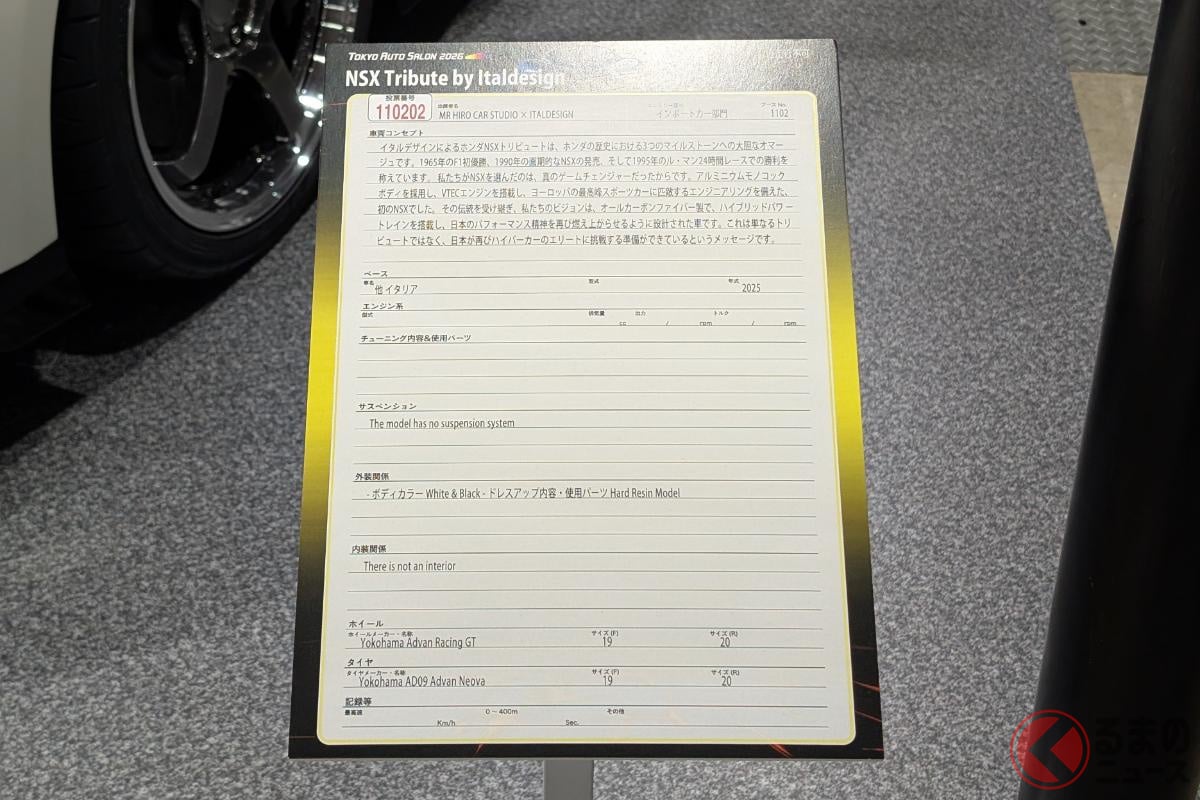 TOKYO AUTO SALON 2026
NSX Tribute by Italdesign
投票番号
110202
出展者名
MR HIRO CAR STUDIO × ITALDESIGN
インポートカー部門
ブース No.
1102
車両コンセプト
イタルデザインによるホンダNSXトリビュートは、ホンダの歴史における3つのマイルストーンへの大胆なオマー
ジュです。1965年のF1初優勝、1990年の画期的なNSXの発売、そして1995年のル・マン24時間レースでの勝利を
称えています。 私たちがNSXを選んだのは、真のゲームチェンジャーだったからです。アルミニウムモノコック
ボディを採用し、VTECエンジンを搭載し、ヨーロッパの最高峰スポーツカーに匹敵するエンジニアリングを備えた、
初のNSXでした。 その伝統を受け継ぎ、私たちのビジョンは、オールカーボンファイバー製で、ハイブリッドパワー
トレインを搭載し、日本のパフォーマンス精神を再び燃え上がらせるように設計された車です。これは単なるトリ
ビュートではなく、日本が再びハイパーカーのエリートに挑戦する準備ができているというメッセージです。
ベース
車名 型式 年式
他 イタリア 2025
エンジン系
型式 排気量 出力 トルク
cc / rpm / rpm
チューニング内容&使用パーツ
サスペンション
The model has no suspension system
外装関係
- ボディカラー White & Black - ドレスアップ内容・使用パーツ Hard Resin Model
内装関係
There is not an interior
ホイール
ホイールメーカー・名称 サイズ (F) サイズ (R)
Yokohama Advan Racing GT 19 20
タイヤ
タイヤメーカー・名称 サイズ (F) サイズ (R)
Yokohama AD09 Advan Neova 19 20
記録等
最高速 0～400m その他
Km/h Sec.
くるまの
ニュース